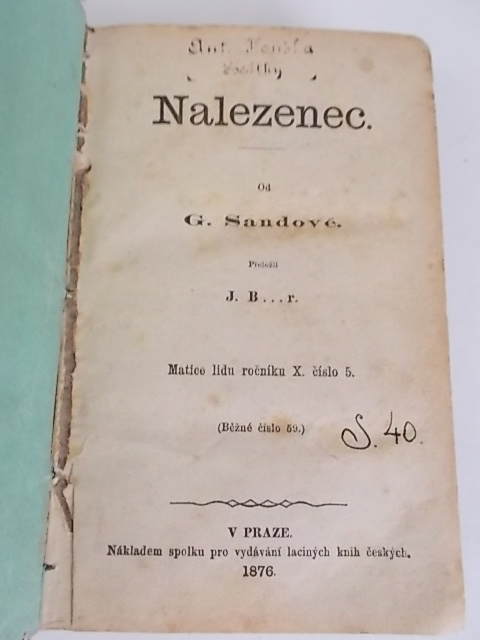 Ant.
Nalezenec.
Od
G. Sandové.
Přeložil
J. B...r.
Matice lidu ročníku X. číslo 5.
(Běžné číslo 59.)
S. 40.
V PRAZE.
Nákladem spolku pro vydávání laciných knih českých.
1876.